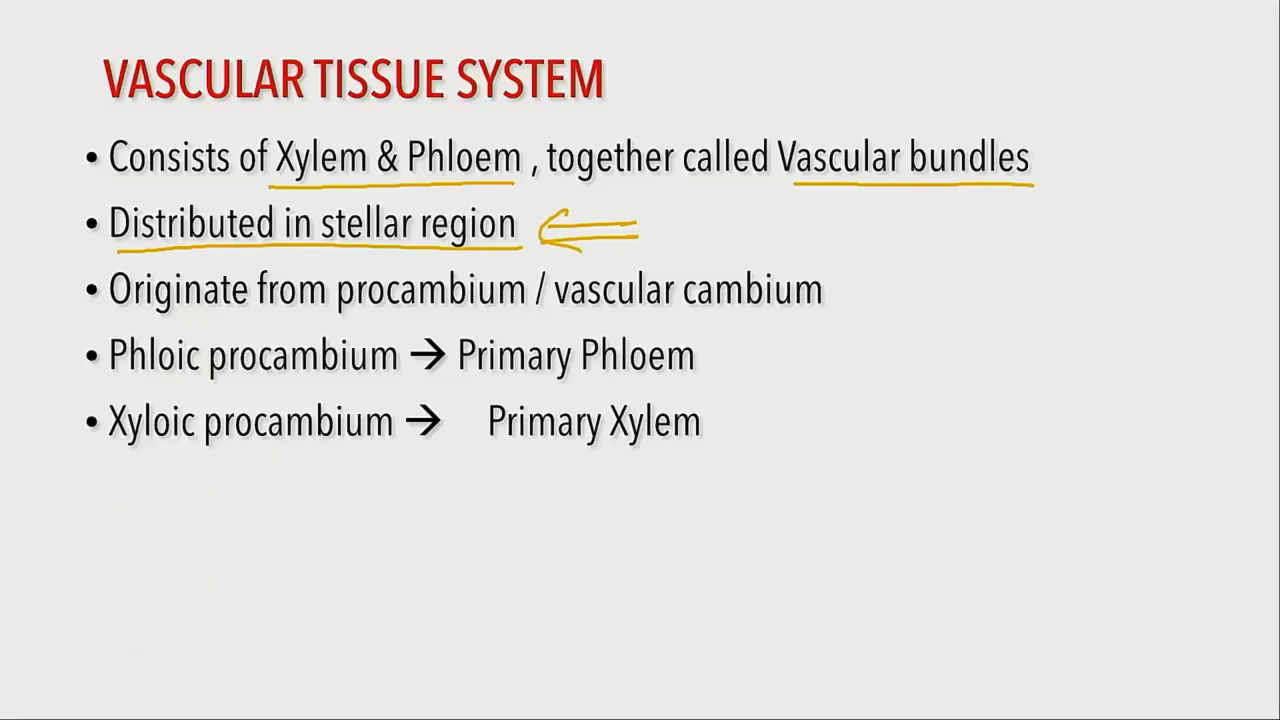 VASCULAR TISSUE SYSTEM
• Consists of Xylem & Phloem , together called Vascular bundles
• Distributed in stellar region
• Originate from procambium / vascular cambium
• Phloic procambium → Primary Phloem
• Xyloic procambium → Primary Xylem